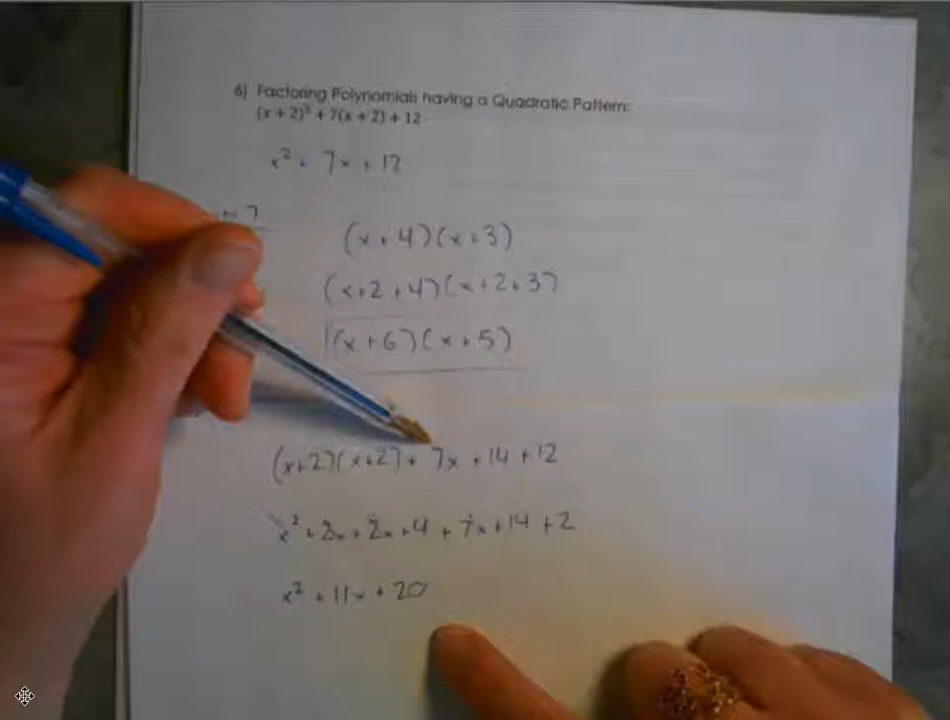 6) Factoring Polynomials having a Quadratic Pattern:
(x + 2)² + 7(x + 2) + 12
x² + 7x + 12
+ 7
(x + 4)(x + 3)
(x+2 + 4)(x+2+3)
(x+6)(x+5)
(x+2)(x+2) + 7x + 14 + 12
x² + 2x + 2x + 4 + 7x + 14 + 2
x² + 11x + 20